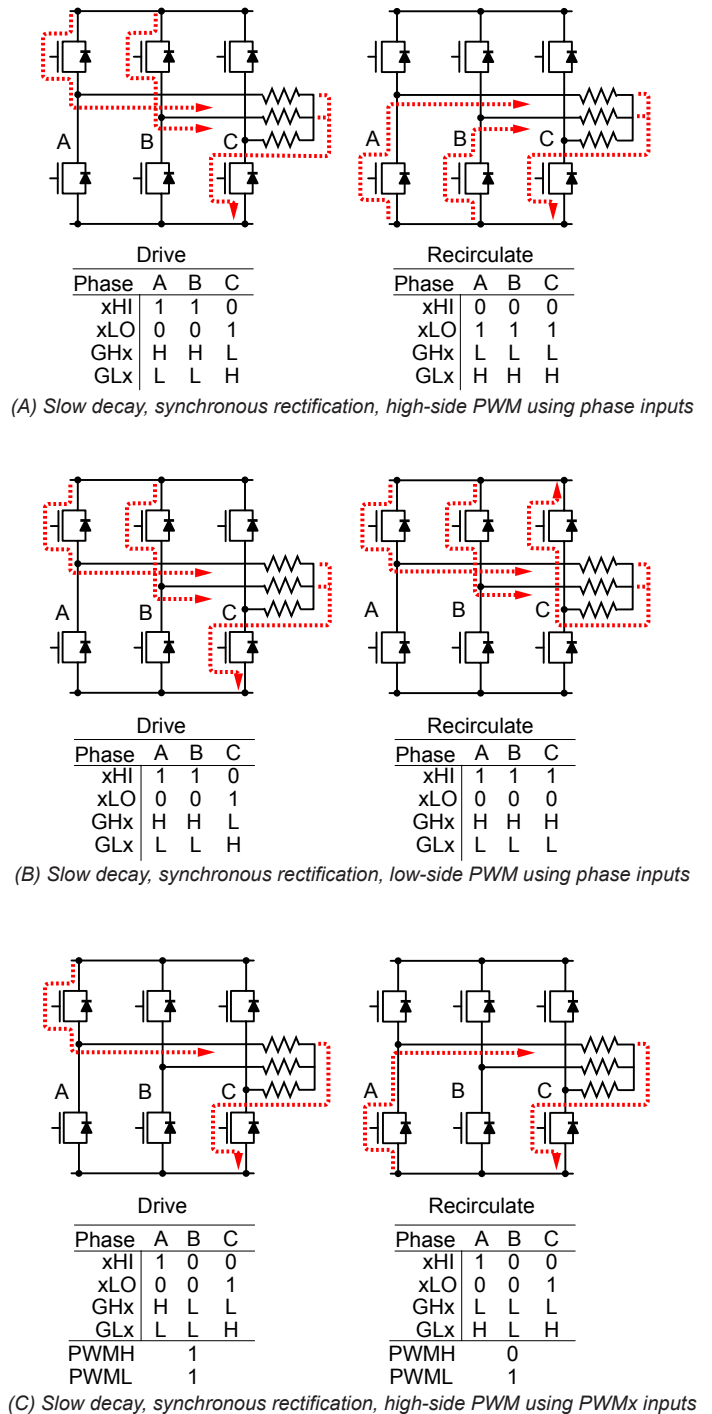 A B C
A B C
Drive Recirculate
Phase A B C Phase A B C
xHI 1 1 0 xHI 0 0 0
xLO 0 0 1 xLO 1 1 1
GHx H H L GHx L L L
GLx L L H GLx H H H
(A) Slow decay, synchronous rectification, high-side PWM using phase inputs
A B C
A B C
Drive Recirculate
Phase A B C Phase A B C
xHI 1 1 0 xHI 1 1 1
xLO 0 0 1 xLO 0 0 0
GHx H H L GHx H H H
GLx L L H GLx L L L
(B) Slow decay, synchronous rectification, low-side PWM using phase inputs
A B C
A B C
Drive Recirculate
Phase A B C Phase A B C
xHI 1 0 0 xHI 1 0 0
xLO 0 0 1 xLO 0 0 1
GHx H L L GHx L L L
GLx L L H GLx H L H
PWMH 1 PWMH 0
PWML 1 PWML 1
(C) Slow decay, synchronous rectification, high-side PWM using PWMx inputs